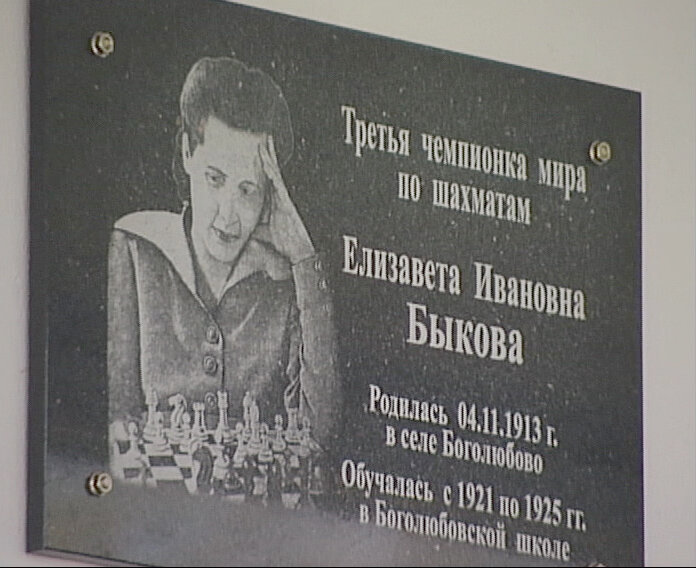 Третья чемпионка мира
по шахматам
Елизавета Ивановна
Быкова
Родилась 04.11.1913 г.
в селе Боголюбово
Обучалась с 1921 по 1925 гг.
в Боголюбовской школе